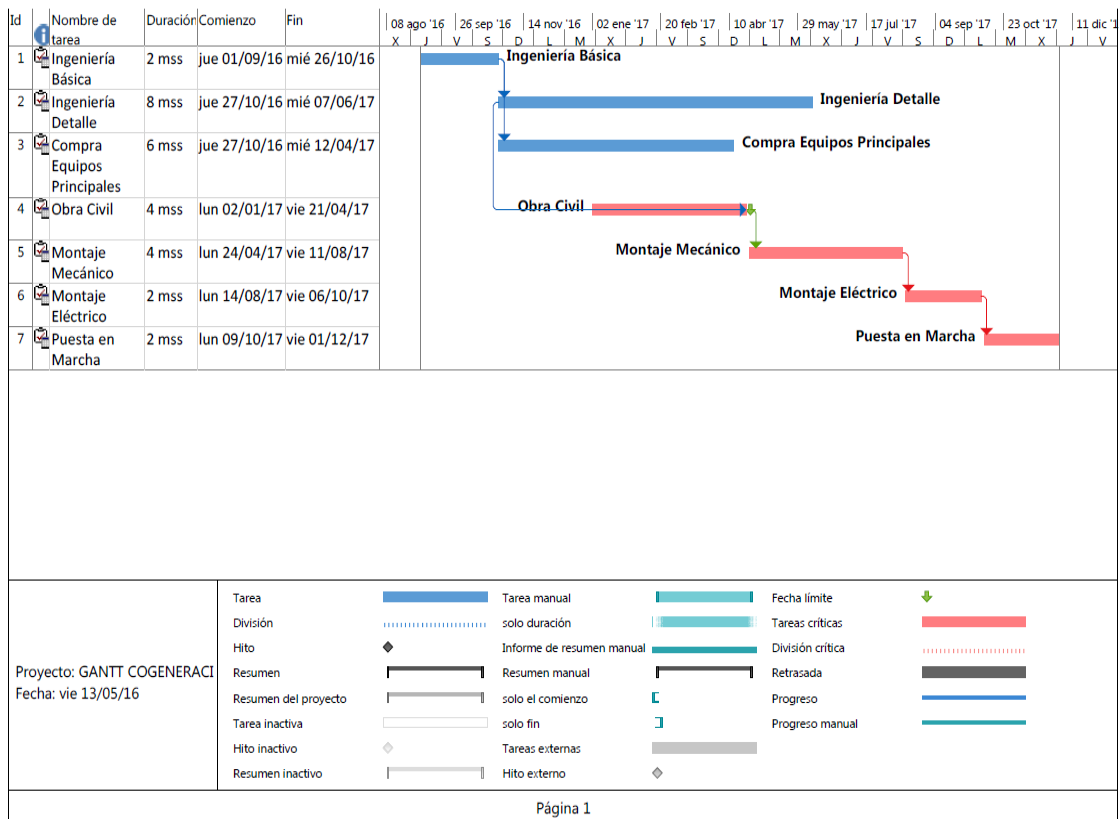 Id Nombre de tarea Duración Comienzo Fin 08 ago '16 26 sep '16 14 nov '16 02 ene '17 20 feb '17 10 abr '17 29 may '17 17 jul '17 04 sep '17 23 oct '17 11 dic '1
X J V S D L M X J V S D L M X J V S D L M X J V
1 Ingeniería Básica 2 mss jue 01/09/16 mié 26/10/16 Ingeniería Básica
2 Ingeniería Detalle 8 mss jue 27/10/16 mié 07/06/17 Ingeniería Detalle
3 Compra Equipos Principales 6 mss jue 27/10/16 mié 12/04/17 Compra Equipos Principales
4 Obra Civil 4 mss lun 02/01/17 vie 21/04/17 Obra Civil
5 Montaje Mecánico 4 mss lun 24/04/17 vie 11/08/17 Montaje Mecánico
6 Montaje Eléctrico 2 mss lun 14/08/17 vie 06/10/17 Montaje Eléctrico
7 Puesta en Marcha 2 mss lun 09/10/17 vie 01/12/17 Puesta en Marcha
Proyecto: GANTT COGENERACI
Fecha: vie 13/05/16
Tarea Tarea manual Fecha límite
División solo duración Tareas críticas
Hito Informe de resumen manual División crítica
Resumen Resumen manual Retrasada
Resumen del proyecto solo el comienzo Progreso
Tarea inactiva solo fin Progreso manual
Hito inactivo Tareas externas
Resumen inactivo Hito externo
Página 1